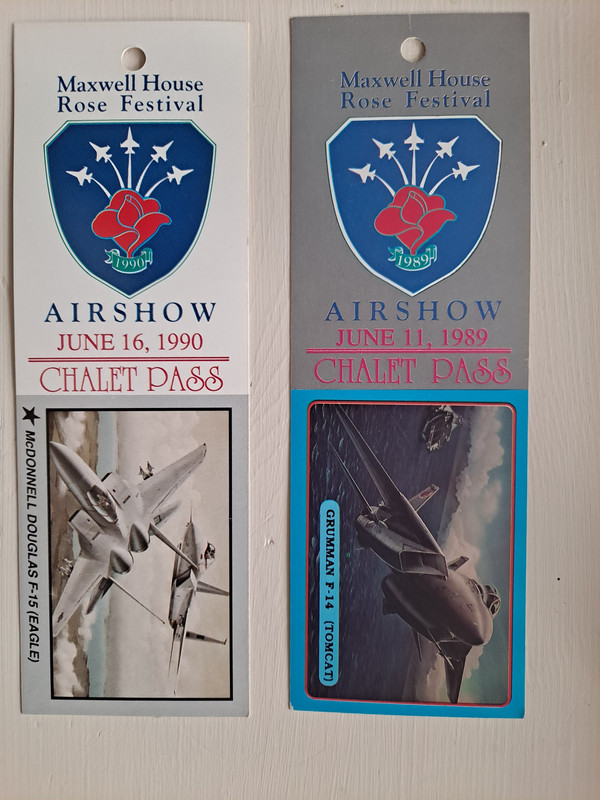 Maxwell House
Rose Festival
1990
AIRSHOW
JUNE 16, 1990
CHALET PASS
McDONNELL DOUGLAS F-15 (EAGLE)
Maxwell House
Rose Festival
1989
AIRSHOW
JUNE 11, 1989
CHALET PASS
GRUMMAN F-14 (TOMCAT)